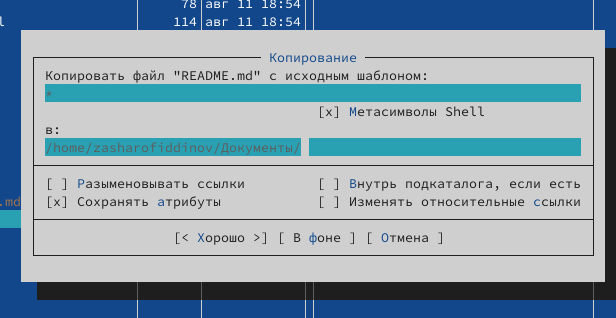 78 авг 11 18:54
l 114 авг 11 18:54
Копирование
Копировать файл "README.md" с исходным шаблоном:
*
[x] Метасимволы Shell
в:
/home/zasharofiddinov/Документы/
[ ] Разыменовывать ссылки [ ] Внутрь подкаталога, если есть
.md [x] Сохранять атрибуты [ ] Изменять относительные ссылки
[< Хорошо >] [ В фоне ] [ Отмена ]